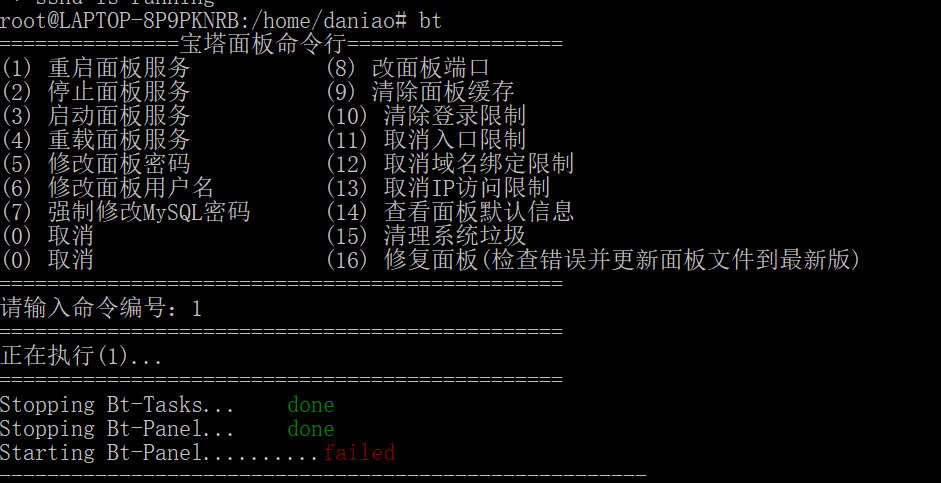 * sshd is running
root@LAPTOP-8P9PKNRB:/home/daniao# bt
===============宝塔面板命令行==================
(1) 重启面板服务 (8) 改面板端口
(2) 停止面板服务 (9) 清除面板缓存
(3) 启动面板服务 (10) 清除登录限制
(4) 重载面板服务 (11) 取消入口限制
(5) 修改面板密码 (12) 取消域名绑定限制
(6) 修改面板用户名 (13) 取消IP访问限制
(7) 强制修改MySQL密码 (14) 查看面板默认信息
(0) 取消 (15) 清理系统垃圾
(0) 取消 (16) 修复面板(检查错误并更新面板文件到最新版)
===============================================
请输入命令编号：1
===============================================
正在执行(1)...
===============================================
Stopping Bt-Tasks... done
Stopping Bt-Panel... done
Starting Bt-Panel..........failed
------------------------------------------------------